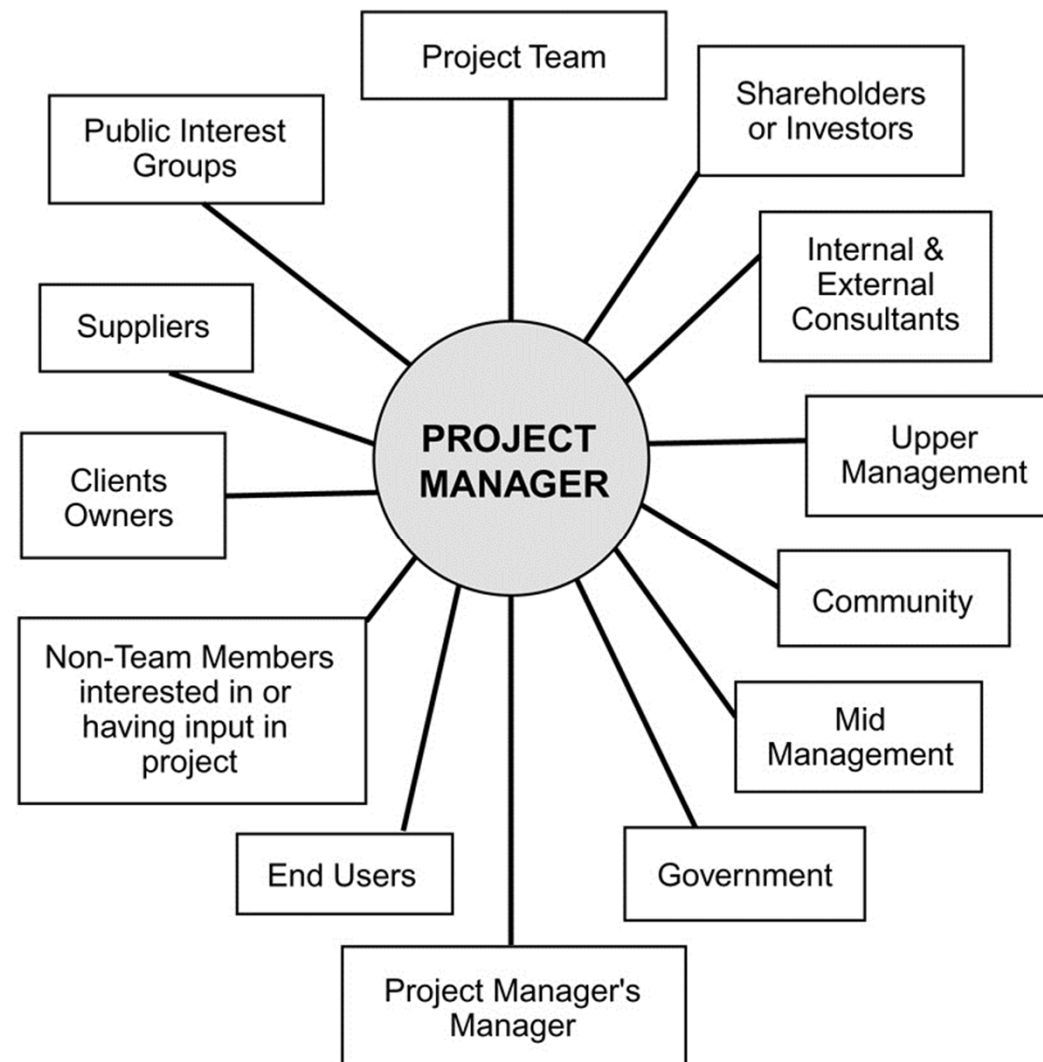 Project Team
Shareholders
or Investors
Public Interest
Groups
Internal &
External
Consultants
Suppliers
PROJECT
MANAGER
Upper
Management
Clients
Owners
Community
Non-Team Members
interested in or
having input in
project
Mid
Management
End Users
Government
Project Manager's
Manager